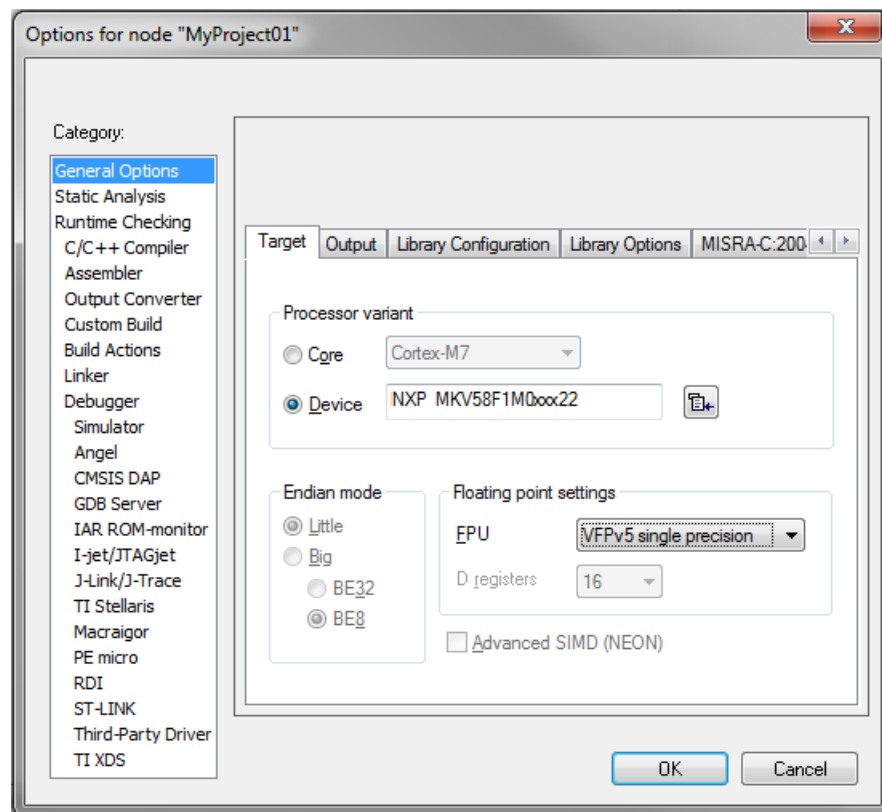 Options for node "MyProject01"
Category:
General Options
Static Analysis
Runtime Checking
C/C++ Compiler
Assembler
Output Converter
Custom Build
Build Actions
Linker
Debugger
Simulator
Angel
CMSIS DAP
GDB Server
IAR ROM-monitor
I-jet/JTAGjet
J-Link/J-Trace
TI Stellaris
Macraigor
PE micro
RDI
ST-LINK
Third-Party Driver
TI XDS
Target Output Library Configuration Library Options MISRA-C:200
Processor variant
Core Cortex-M7
Device NXP MKV58F1M0xxx22
Endian mode
Little
Big
BE32
BE8
Floating point settings
FPU VFPv5 single precision
D registers 16
Advanced SIMD (NEON)
OK Cancel